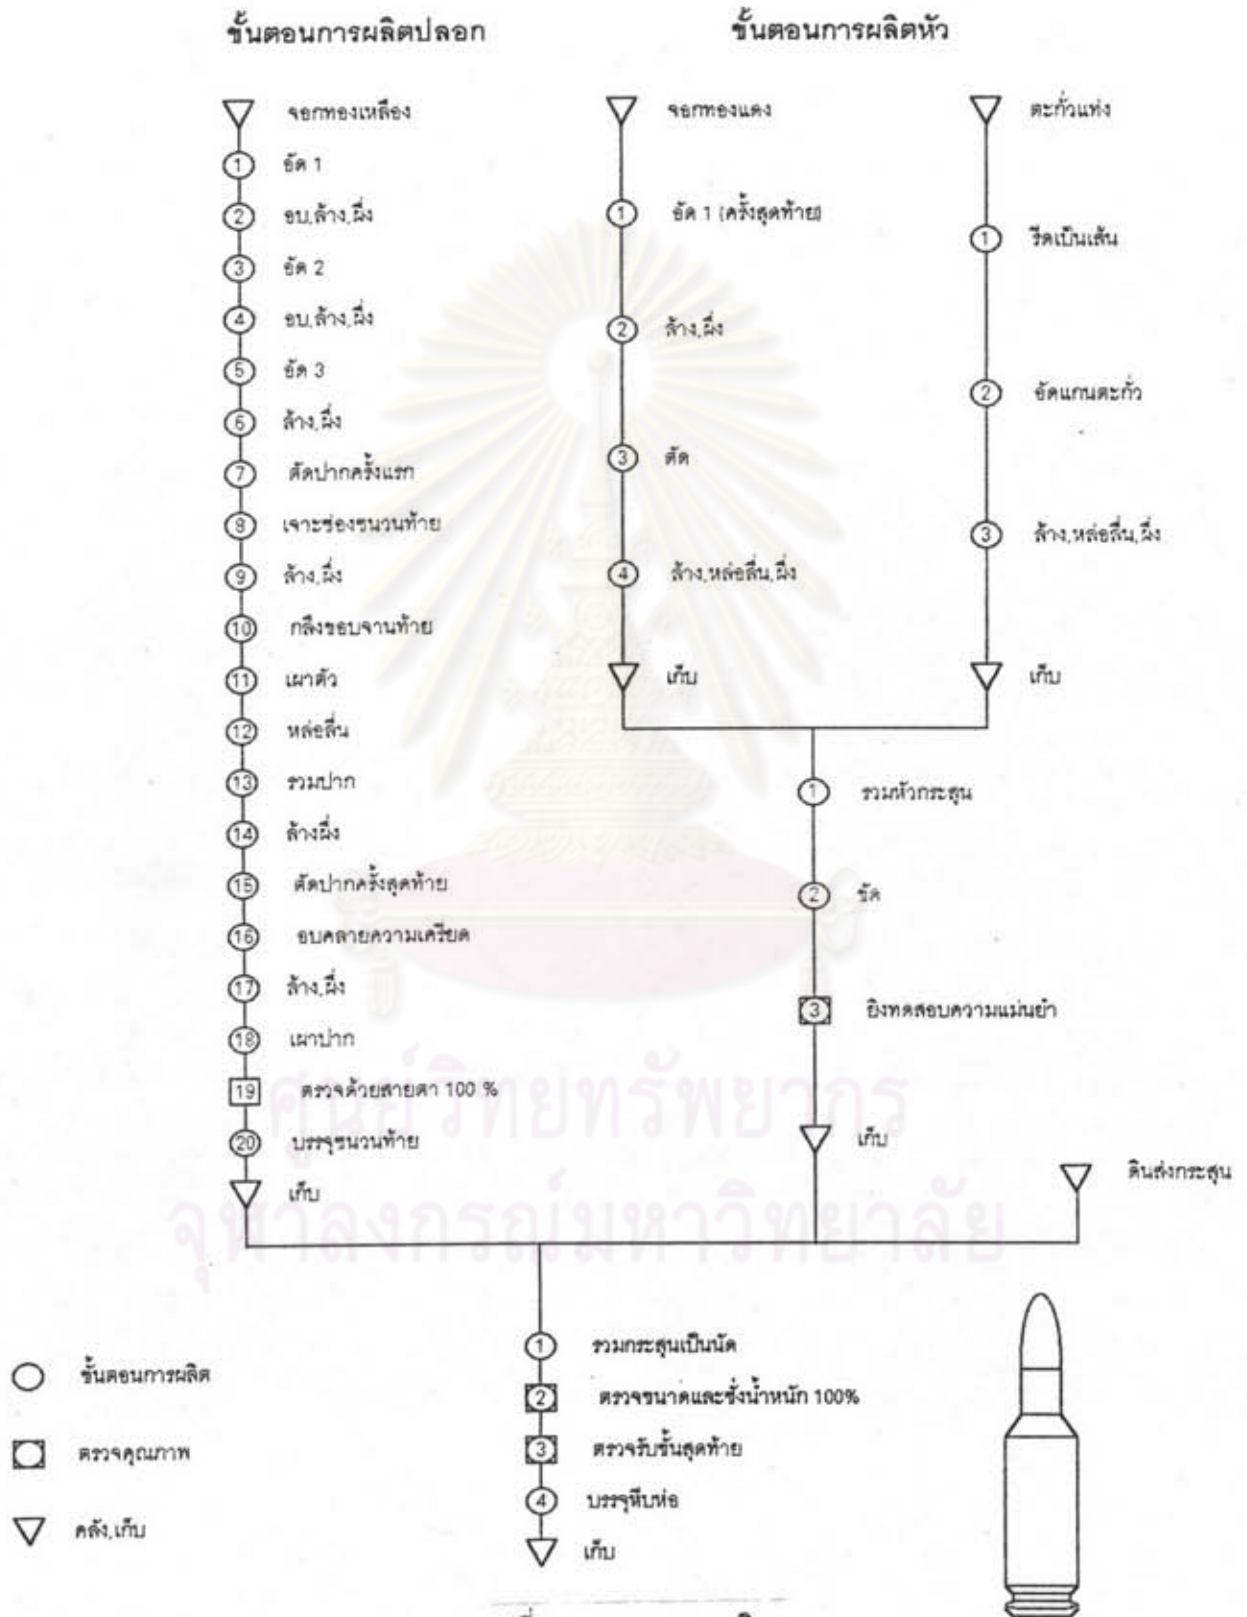 ขั้นตอนการผลิตปลอก
ขั้นตอนการผลิตหัว
จอกทองเหลือง
1 อัด 1
2 อบ,ล้าง,ผึ่ง
3 อัด 2
4 อบ,ล้าง,ผึ่ง
5 อัด 3
6 ล้าง,ผึ่ง
7 ตัดปากครั้งแรก
8 เจาะช่องชนวนท้าย
9 ล้าง,ผึ่ง
10 กลึงขอบจานท้าย
11 เผาตัว
12 หล่อลื่น
13 รวมปาก
14 ล้างผึ่ง
15 ตัดปากครั้งสุดท้าย
16 อบคลายความเครียด
17 ล้าง,ผึ่ง
18 เผาปาก
19 ตรวจด้วยสายตา 100 %
20 บรรจุชนวนท้าย
เก็บ
จอกทองแดง
1 อัด 1 (ครั้งสุดท้าย)
2 ล้าง,ผึ่ง
3 ตัด
4 ล้าง,หล่อลื่น,ผึ่ง
เก็บ
ตะกั่วแท่ง
1 รีดเป็นเส้น
2 อัดแกนตะกั่ว
3 ล้าง,หล่อลื่น,ผึ่ง
เก็บ
1 รวมหัวกระสุน
2 ขัด
3 ยิงทดสอบความแม่นยำ
เก็บ
ดินส่งกระสุน
ศูนย์วิทยทรัพยากร
จุฬาลงกรณ์มหาวิทยาลัย
1 รวมกระสุนเป็นนัด
2 ตรวจขนาดและชั่งน้ำหนัก 100%
3 ตรวจรับขั้นสุดท้าย
4 บรรจุหีบห่อ
เก็บ
ขั้นตอนการผลิต
ตรวจคุณภาพ
คลัง,เก็บ